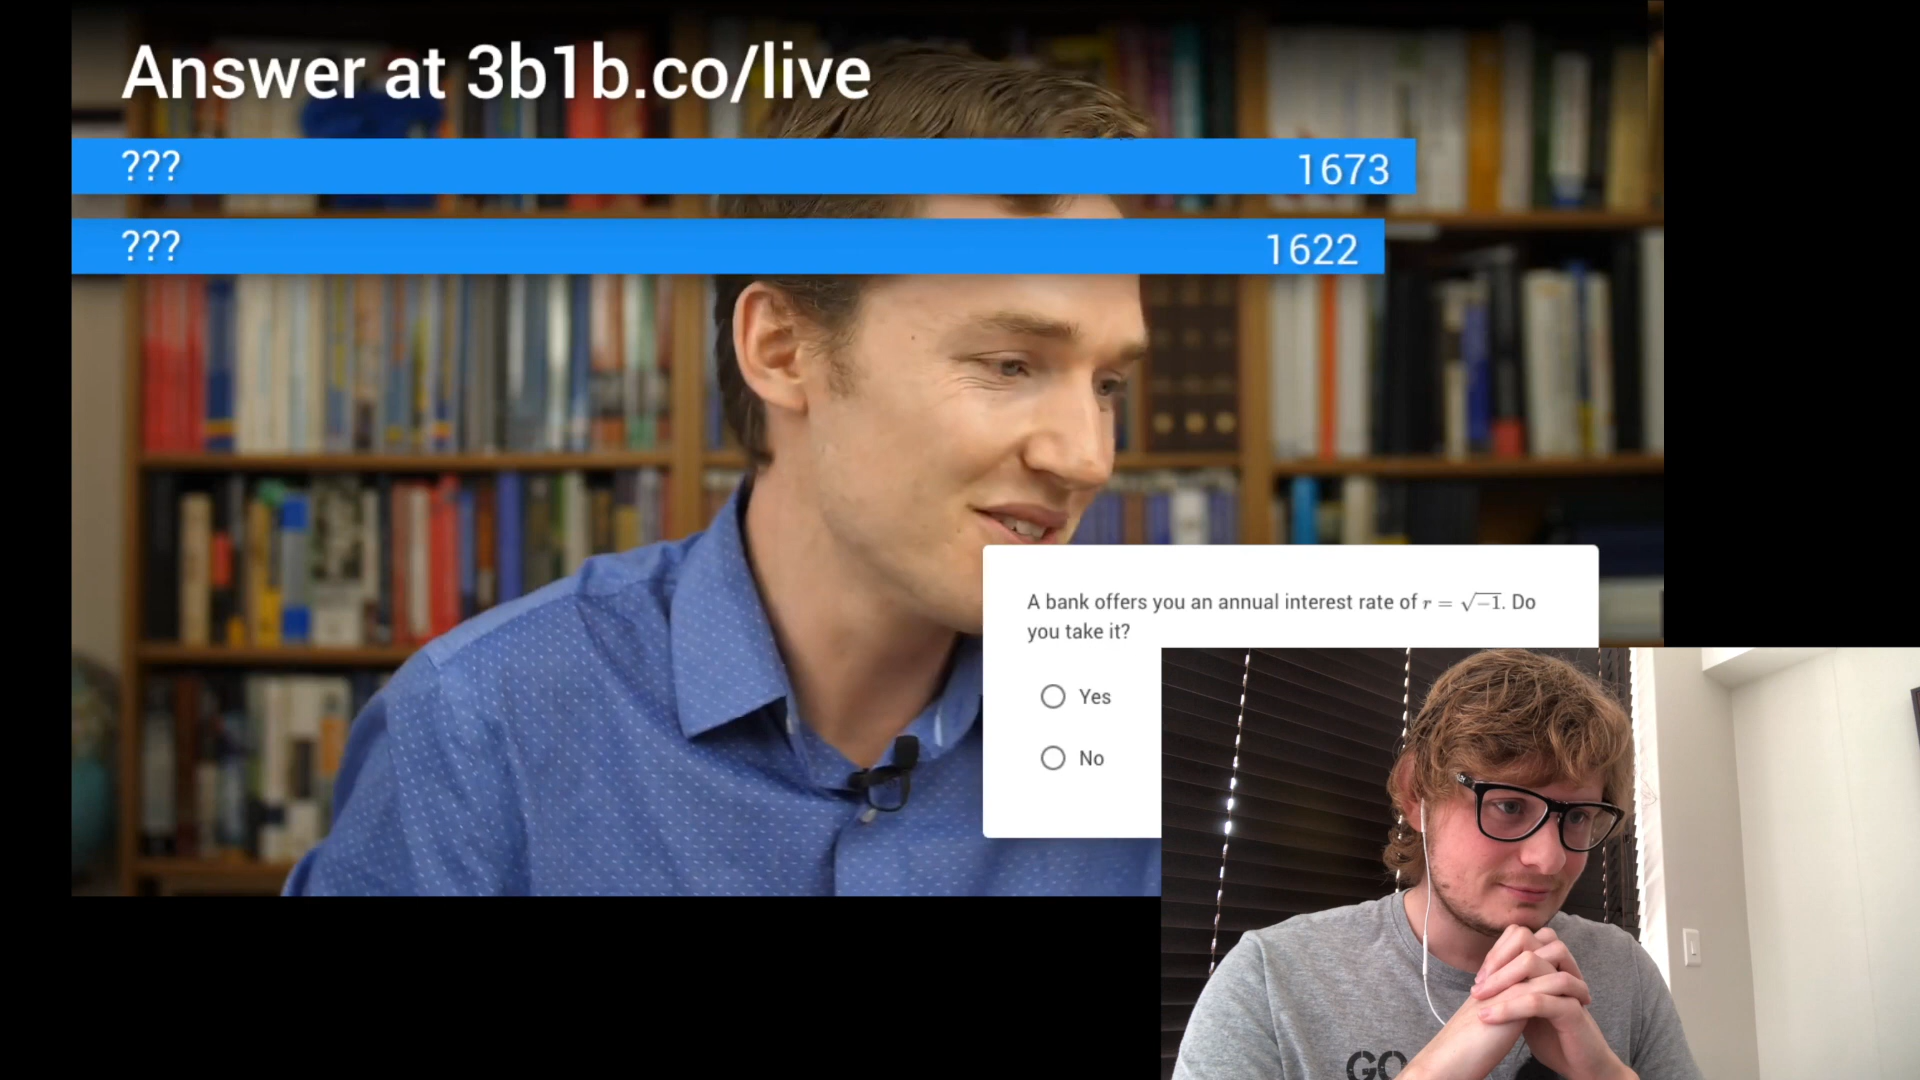 Answer at 3b1b.co/live
??? 1673
??? 1622
A bank offers you an annual interest rate of r = √−1. Do
you take it?
Yes
No
GO